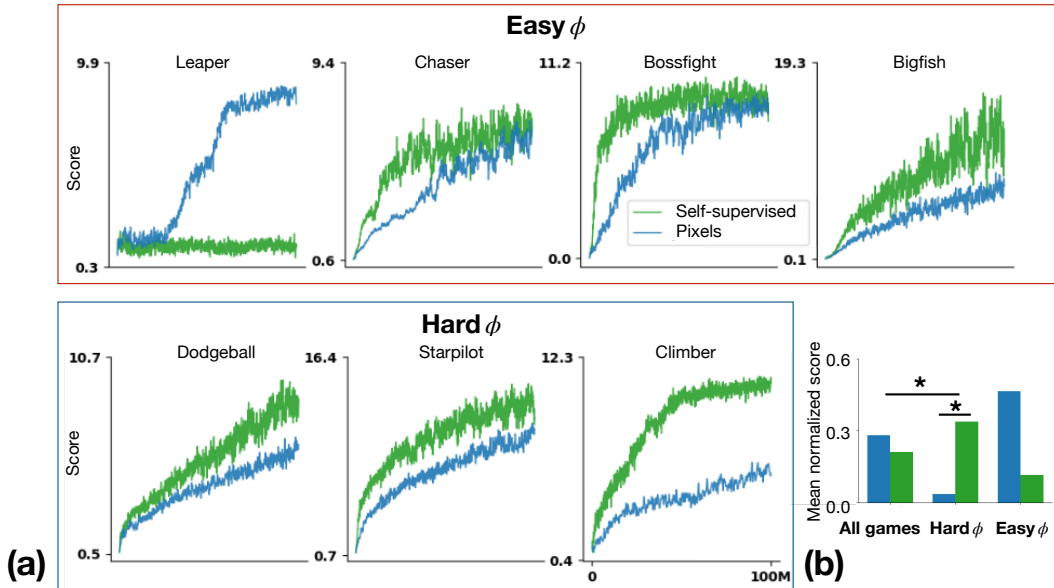 Easy ϕ
Leaper
Chaser
Bossfight
Bigfish
9.9
9.4
11.2
19.3
Score
Self-supervised
Pixels
0.3
0.6
0.0
0.1
Hard ϕ
Dodgeball
Starpilot
Climber
10.7
16.4
12.3
Score
0.5
0.7
0.4
0
100M
(a)
Mean normalized score
0.6
0.3
0.0
*
*
All games
Hard ϕ
Easy ϕ
(b)